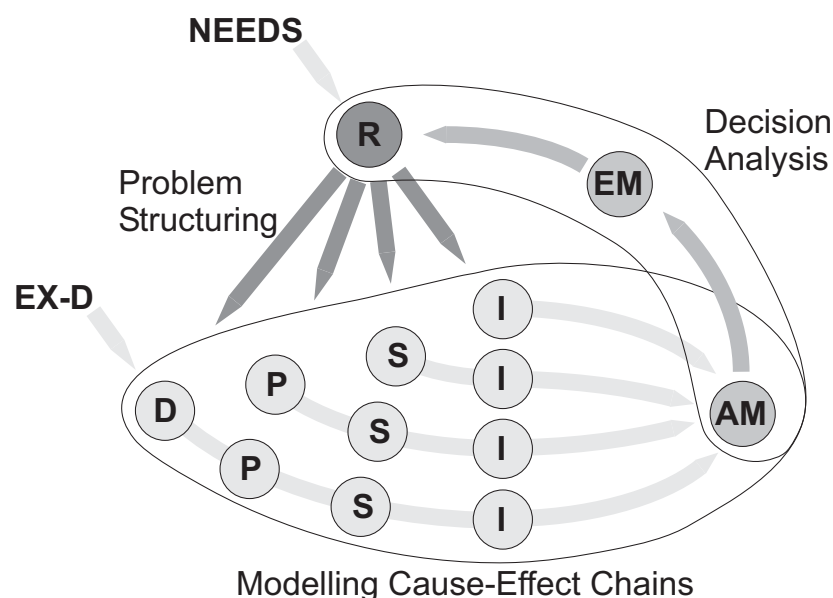 NEEDS
R
Decision
Analysis
EM
Problem
Structuring
EX-D
I
S
I
P
D
AM
S
I
P
S
I
Modelling Cause-Effect Chains